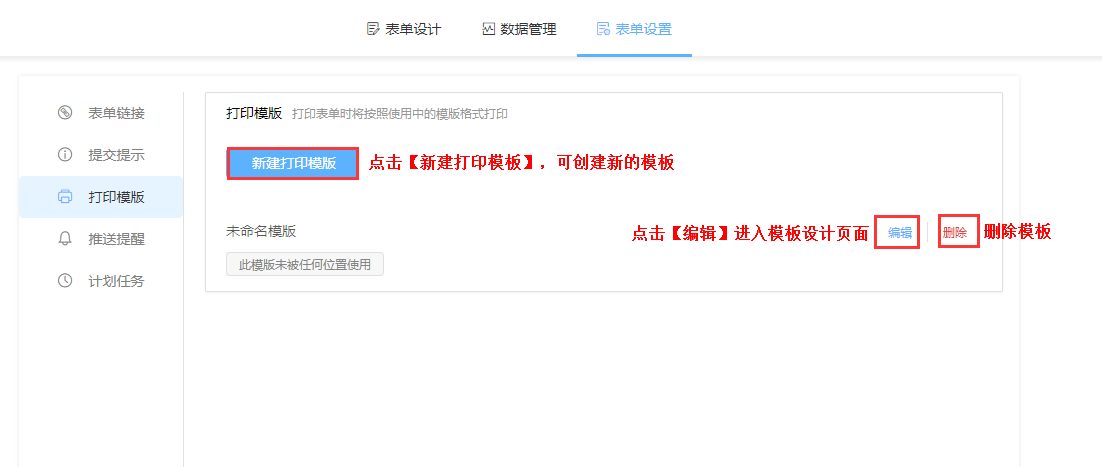 表单设计 数据管理 表单设置
表单链接
提交提示
打印模版
推送提醒
计划任务
打印模版 打印表单时将按照使用中的模版格式打印
新建打印模版 点击【新建打印模板】，可创建新的模板
未命名模版 点击【编辑】进入模板设计页面 编辑 删除 删除模板
此模版未被任何位置使用